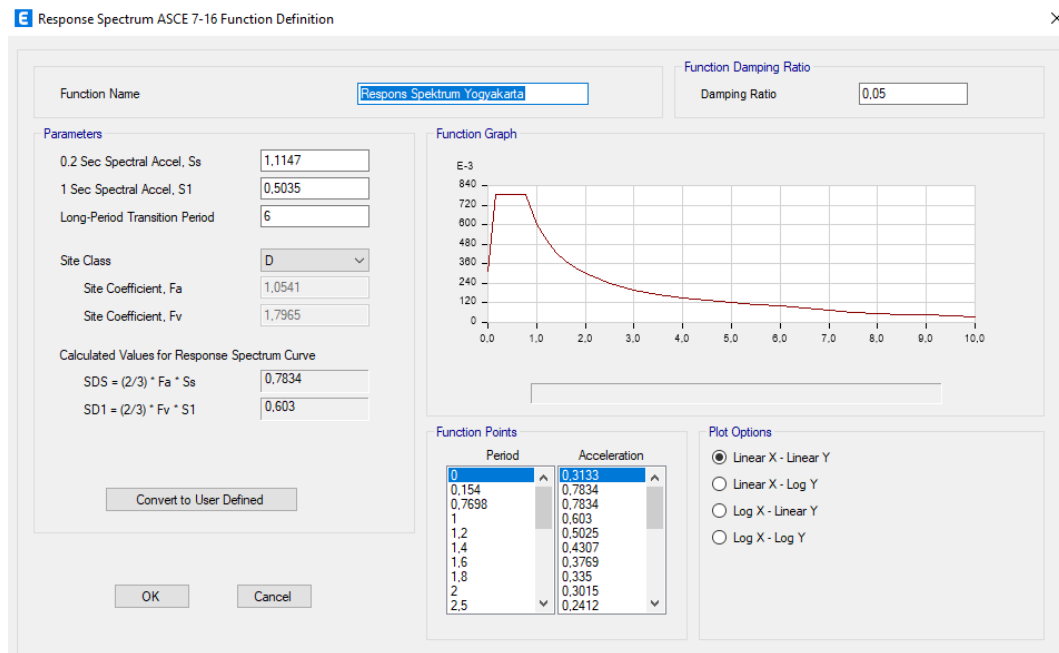 E Response Spectrum ASCE 7-16 Function Definition
Function Name
Respons Spektrum Yogyakarta
Function Damping Ratio
Damping Ratio
0,05
Parameters
0.2 Sec Spectral Accel, Ss
1,1147
1 Sec Spectral Accel, S1
0,5035
Long-Period Transition Period
6
Site Class
D
Site Coefficient, Fa
1,0541
Site Coefficient, Fv
1,7965
Calculated Values for Response Spectrum Curve
SDS = (2/3) * Fa * Ss
0,7834
SD1 = (2/3) * Fv * S1
0,603
Convert to User Defined
OK
Cancel
Function Graph
E-3
840
720
600
480
360
240
120
0
0,0 1,0 2,0 3,0 4,0 5,0 6,0 7,0 8,0 9,0 10,0
Function Points
Period Acceleration
0 0,3133
0,154 0,7834
0,7698 0,7834
1 0,603
1,2 0,5025
1,4 0,4307
1,6 0,3769
1,8 0,335
2 0,3015
2,5 0,2412
Plot Options
Linear X - Linear Y
Linear X - Log Y
Log X - Linear Y
Log X - Log Y